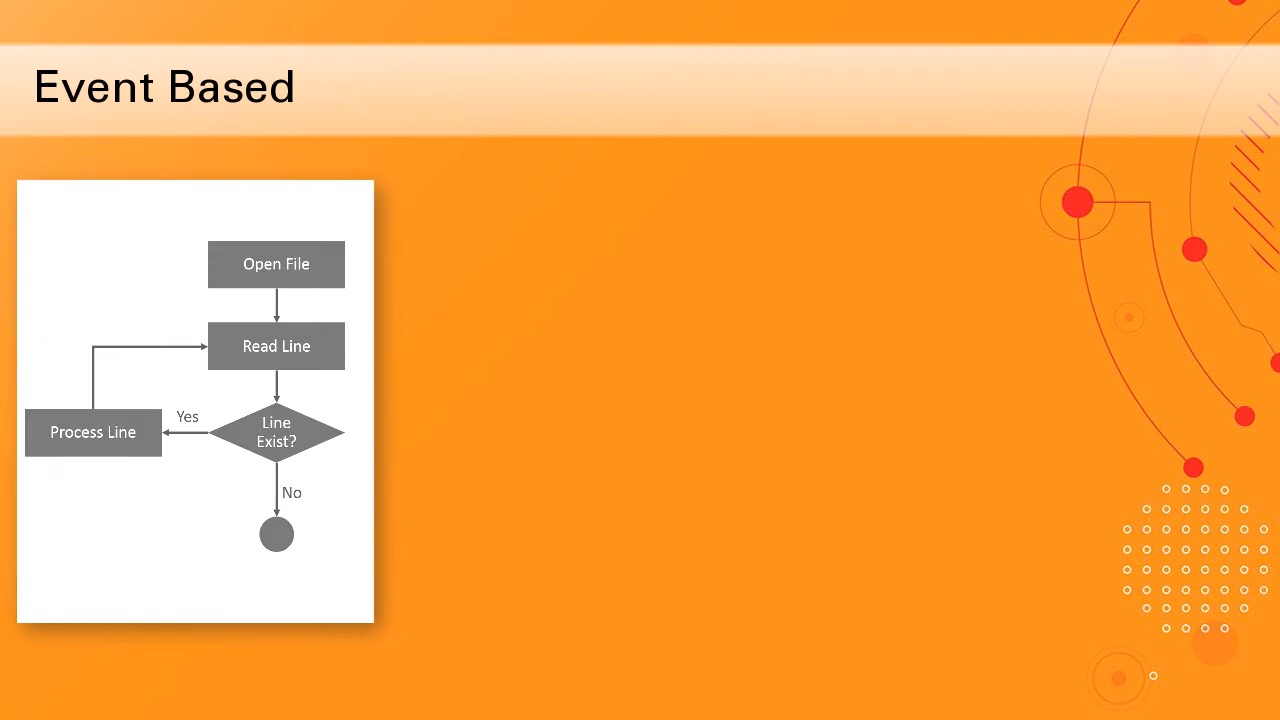 Event Based
Open File
Read Line
Line
Exist?
Yes
Process Line
No